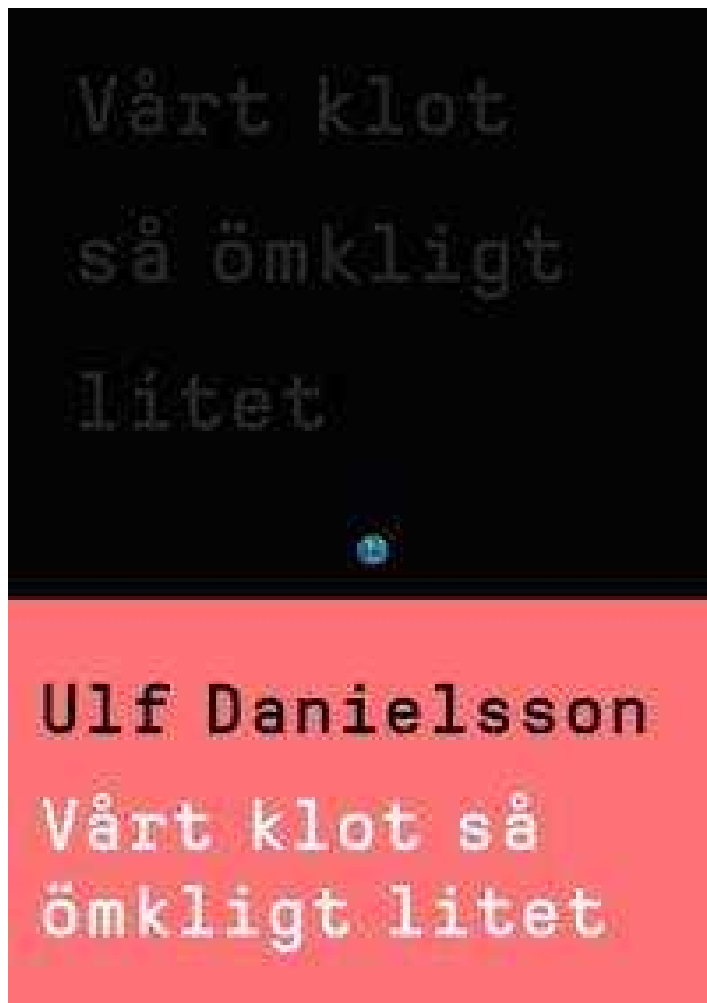 Vårt klot
så ömkligt
litet
Ulf Danielsson
Vårt klot så
ömkligt litet